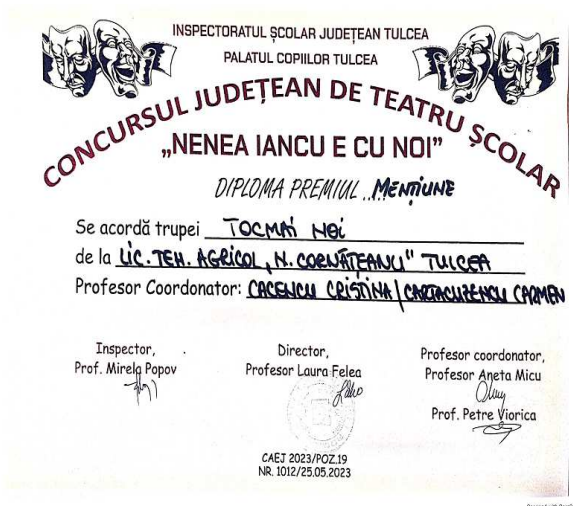 INSPECTORATUL ȘCOLAR JUDEȚEAN TULCEA
PALATUL COPIILOR TULCEA
CONCURSUL JUDEȚEAN DE TEATRU ȘCOLAR
„NENEA IANCU E CU NOI”
DIPLOMA PREMIUL MENȚIUNE
Se acordă trupei TOCMAI NOI
de la LIC. TEH. AGRICOL „N. CORNĂȚEANU" TULCEA
Profesor Coordonator: CACENCU CRISTINA / CARTACUZENCU CARMEN
Inspector,
Prof. Mirela Popov
Director,
Profesor Laura Felea
Profesor coordonator,
Profesor Aneta Micu
Prof. Petre Viorica
CAEJ 2023/POZ.19
NR. 1012/25.05.2023